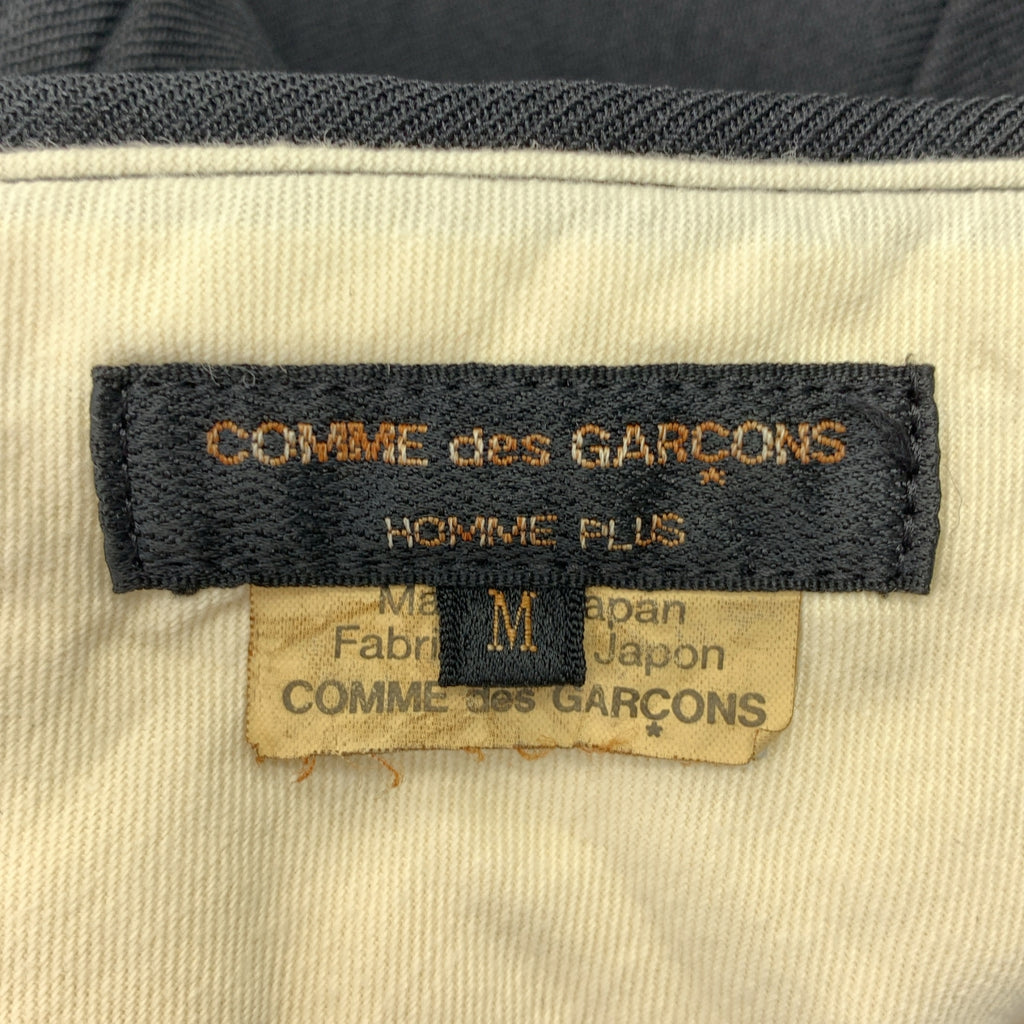 COMME des GARÇONS
HOMME PLUS
M
Ma apan
Fabri Japon
COMME des GARÇONS